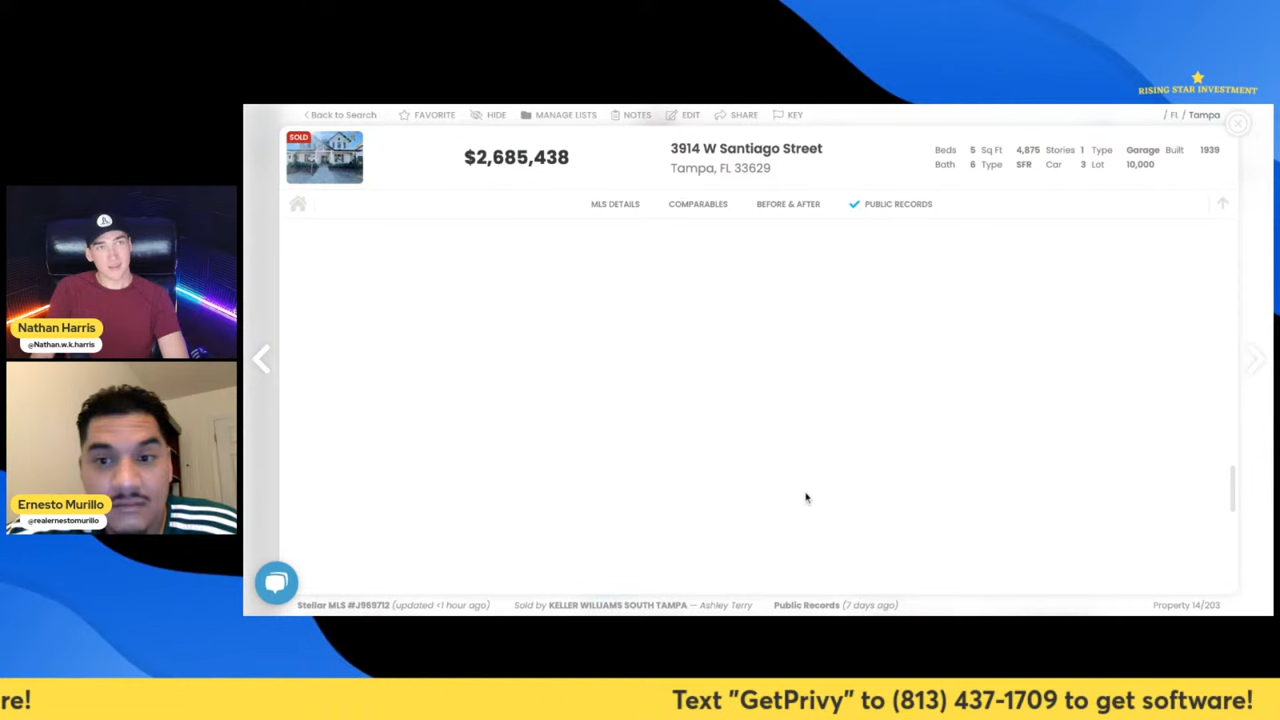 RISING STAR INVESTMENT
Back to Search FAVORITE HIDE MANAGE LISTS NOTES EDIT SHARE KEY / FL / Tampa
SOLD
$2,685,438
3914 W Santiago Street
Tampa, FL 33629
Beds 5 Sq Ft 4,875 Stories 1 Type Garage Built 1939
Bath 6 Type SFR Car 3 Lot 10,000
MLS DETAILS COMPARABLES BEFORE & AFTER PUBLIC RECORDS
Nathan Harris
@Nathan.w.k.harris
Ernesto Murillo
@realernestomurillo
Stellar MLS #J969712 (updated <1 hour ago) Sold by KELLER WILLIAMS SOUTH TAMPA — Ashley Terry Public Records (7 days ago) Property 14/203
re! Text "GetPrivy" to (813) 437-1709 to get software!